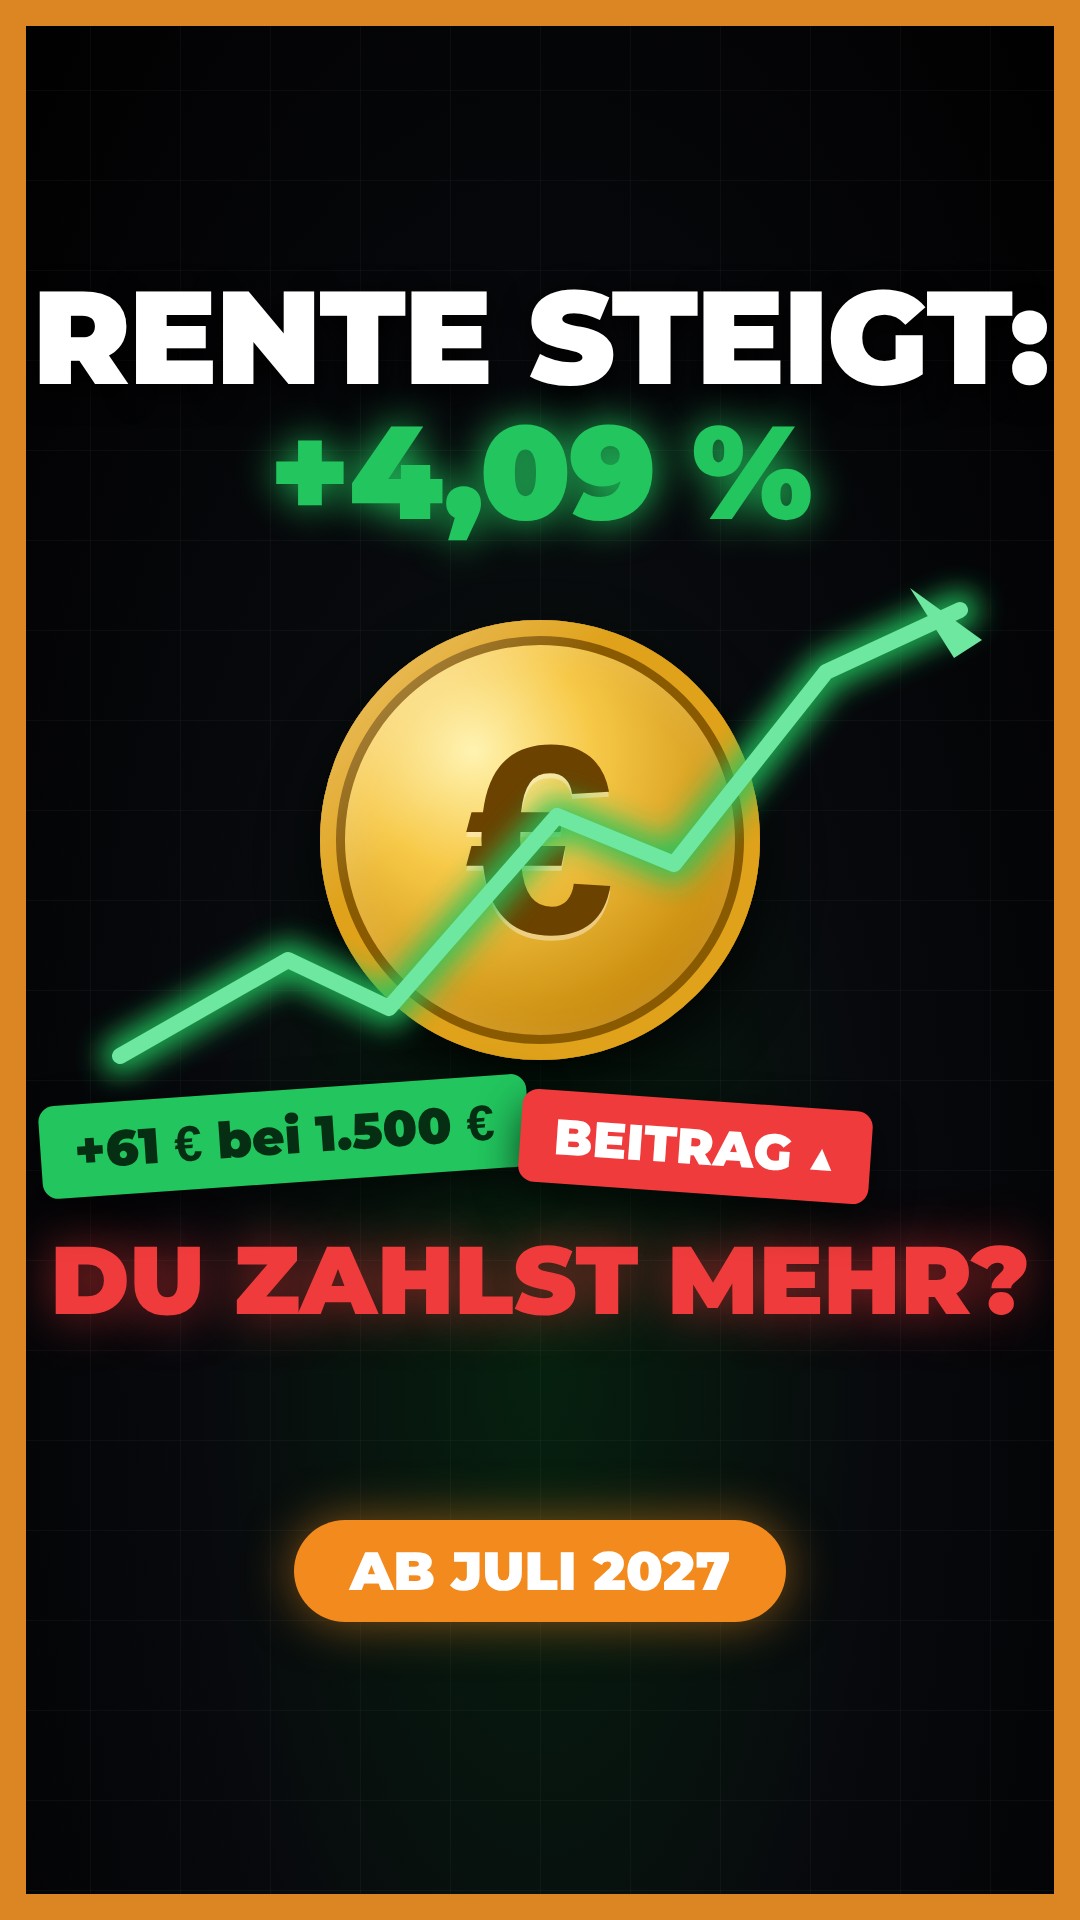 RENTE STEIGT:
+4,09 %
€
+61 € bei 1.500 €
BEITRAG ▲
DU ZAHLST MEHR?
AB JULI 2027